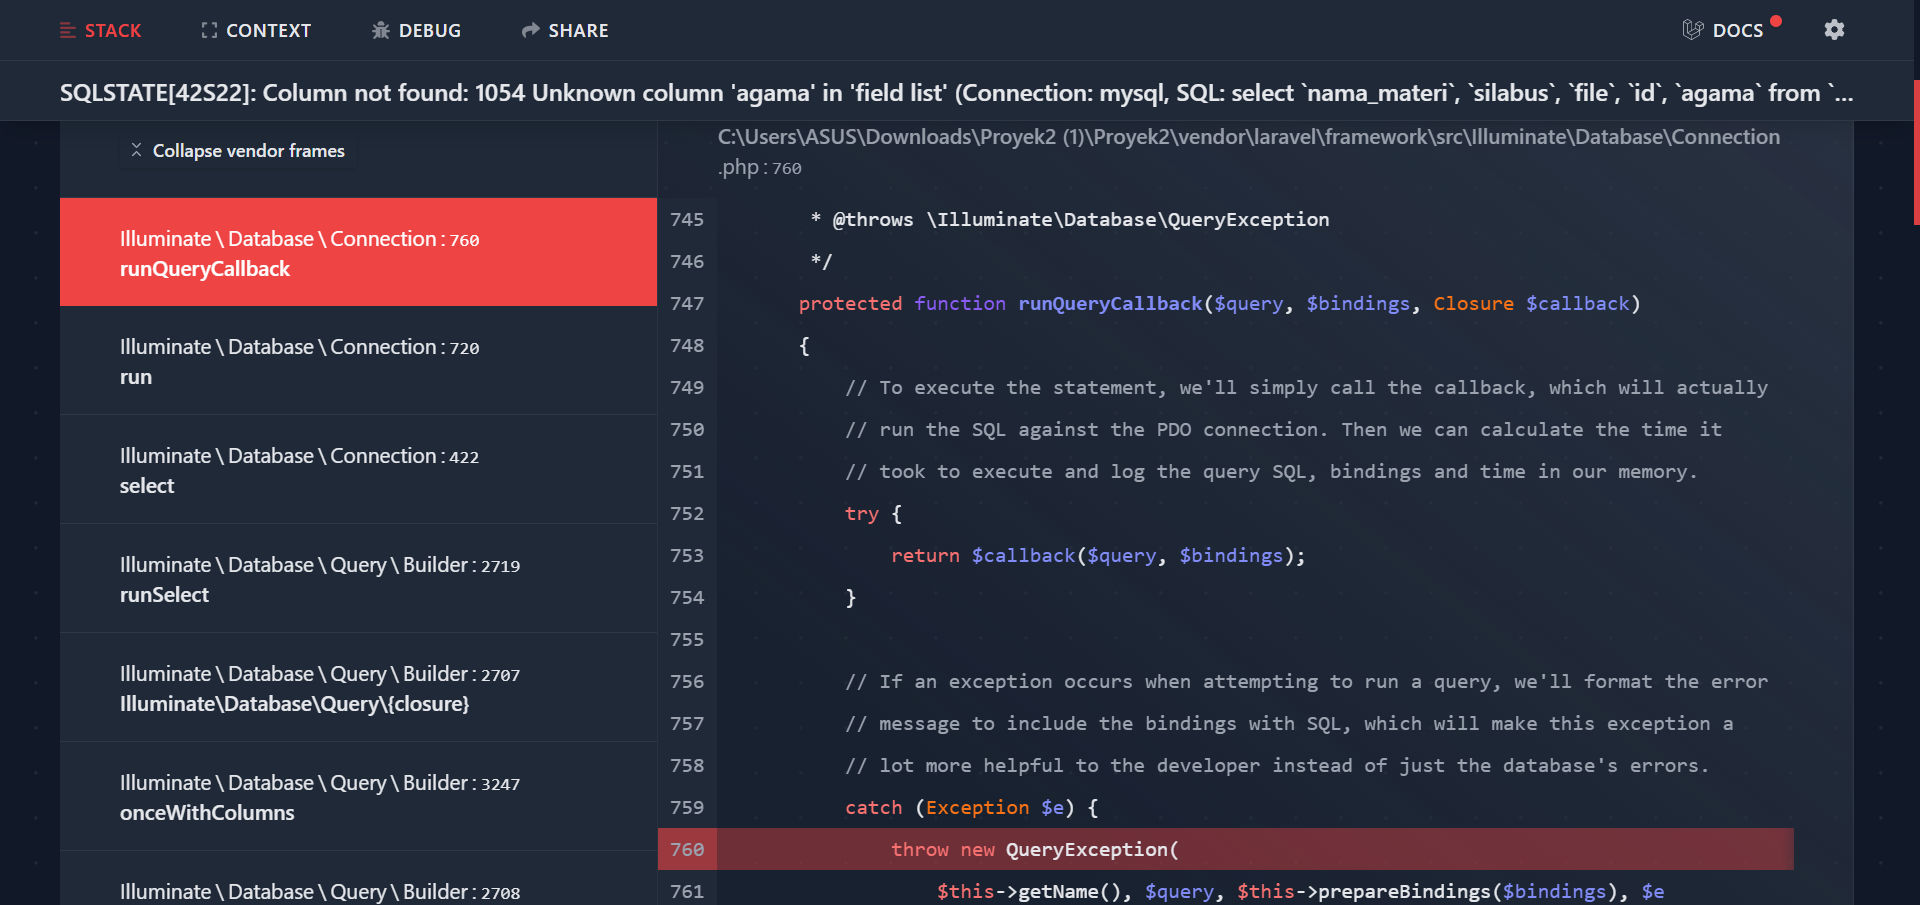 STACK CONTEXT DEBUG SHARE DOCS
SQLSTATE[42S22]: Column not found: 1054 Unknown column 'agama' in 'field list' (Connection: mysql, SQL: select `nama_materi`, `silabus`, `file`, `id`, `agama` from `...
Collapse vendor frames
Illuminate\Database\Connection:760
runQueryCallback
Illuminate\Database\Connection:720
run
Illuminate\Database\Connection:422
select
Illuminate\Database\Query\Builder:2719
runSelect
Illuminate\Database\Query\Builder:2707
Illuminate\Database\Query\{closure}
Illuminate\Database\Query\Builder:3247
onceWithColumns
Illuminate\Database\Query\Builder:2708
C:\Users\ASUS\Downloads\Proyek2 (1)\Proyek2\vendor\laravel\framework\src\Illuminate\Database\Connection
.php:760
745 * @throws \Illuminate\Database\QueryException
746 */
747 protected function runQueryCallback($query, $bindings, Closure $callback)
748 {
749 // To execute the statement, we'll simply call the callback, which will actually
750 // run the SQL against the PDO connection. Then we can calculate the time it
751 // took to execute and log the query SQL, bindings and time in our memory.
752 try {
753 return $callback($query, $bindings);
754 }
755
756 // If an exception occurs when attempting to run a query, we'll format the error
757 // message to include the bindings with SQL, which will make this exception a
758 // lot more helpful to the developer instead of just the database's errors.
759 catch (Exception $e) {
760 throw new QueryException(
761 $this->getName(), $query, $this->prepareBindings($bindings), $e